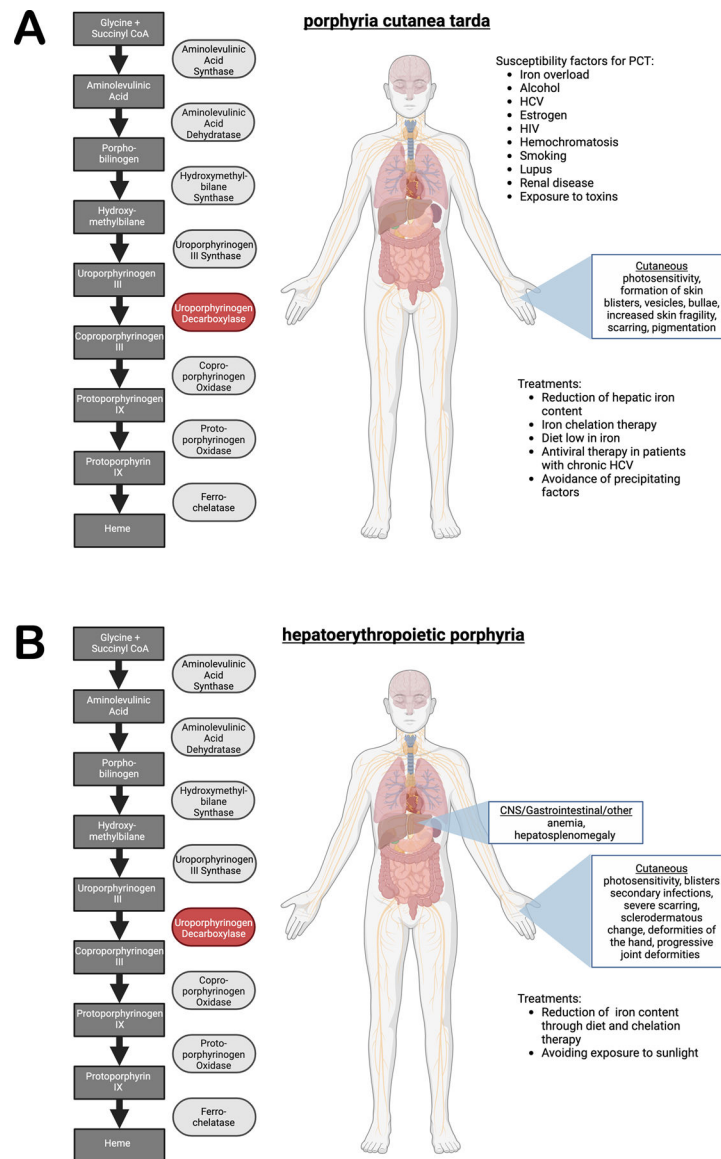 A
porphyria cutanea tarda
Glycine +
Succinyl CoA
Aminolevulinic
Acid
Synthase
Aminolevulinic
Acid
Aminolevulinic
Acid
Dehydratase
Porpho-
bilinogen
Hydroxymethyl-
bilane
Synthase
Hydroxy-
methylbilane
Uroporphyrinogen
III Synthase
Uroporphyrinogen
III
Uroporphyrinogen
Decarboxylase
Coproporphyrinogen
III
Copro-
porphyrinogen
Oxidase
Protoporphyrinogen
IX
Proto-
porphyrinogen
Oxidase
Protoporphyrin
IX
Ferro-
chelatase
Heme
Susceptibility factors for PCT:
• Iron overload
• Alcohol
• HCV
• Estrogen
• HIV
• Hemochromatosis
• Smoking
• Lupus
• Renal disease
• Exposure to toxins
Cutaneous
photosensitivity,
formation of skin
blisters, vesicles, bullae,
increased skin fragility,
scarring, pigmentation
Treatments:
• Reduction of hepatic iron
content
• Iron chelation therapy
• Diet low in iron
• Antiviral therapy in patients
with chronic HCV
• Avoidance of precipitating
factors
B
hepatoerythropoietic porphyria
Glycine +
Succinyl CoA
Aminolevulinic
Acid
Synthase
Aminolevulinic
Acid
Aminolevulinic
Acid
Dehydratase
Porpho-
bilinogen
Hydroxymethyl-
bilane
Synthase
Hydroxy-
methylbilane
Uroporphyrinogen
III Synthase
Uroporphyrinogen
III
Uroporphyrinogen
Decarboxylase
Coproporphyrinogen
III
Copro-
porphyrinogen
Oxidase
Protoporphyrinogen
IX
Proto-
porphyrinogen
Oxidase
Protoporphyrin
IX
Ferro-
chelatase
Heme
CNS/Gastrointestinal/other
anemia,
hepatosplenomegaly
Cutaneous
photosensitivity, blisters
secondary infections,
severe scarring,
sclerodermatous
change, deformities of
the hand, progressive
joint deformities
Treatments:
• Reduction of iron content
through diet and chelation
therapy
• Avoiding exposure to sunlight